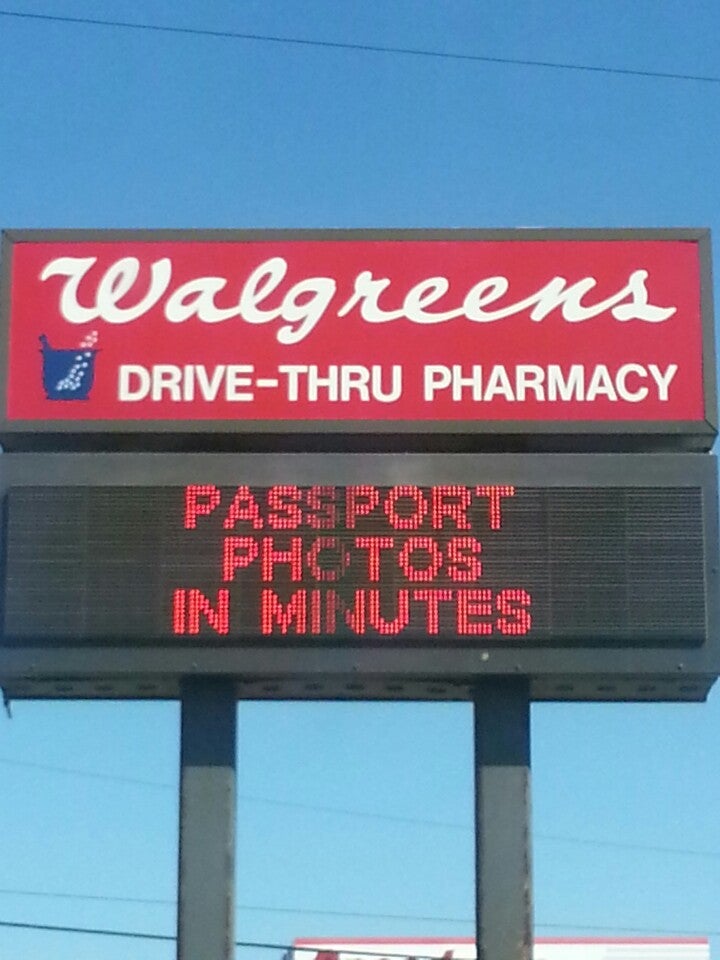 Walgreens
DRIVE-THRU PHARMACY
PASSPORT
PHOTOS
IN MINUTES